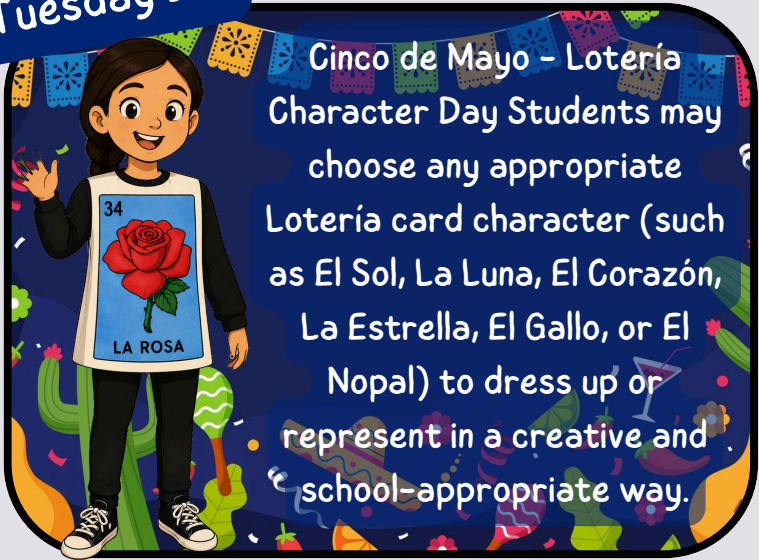 Tuesday
Cinco de Mayo - Lotería
Character Day Students may
choose any appropriate
Lotería card character (such
as El Sol, La Luna, El Corazón,
La Estrella, El Gallo, or El
Nopal) to dress up or
represent in a creative and
school-appropriate way.
34
LA ROSA